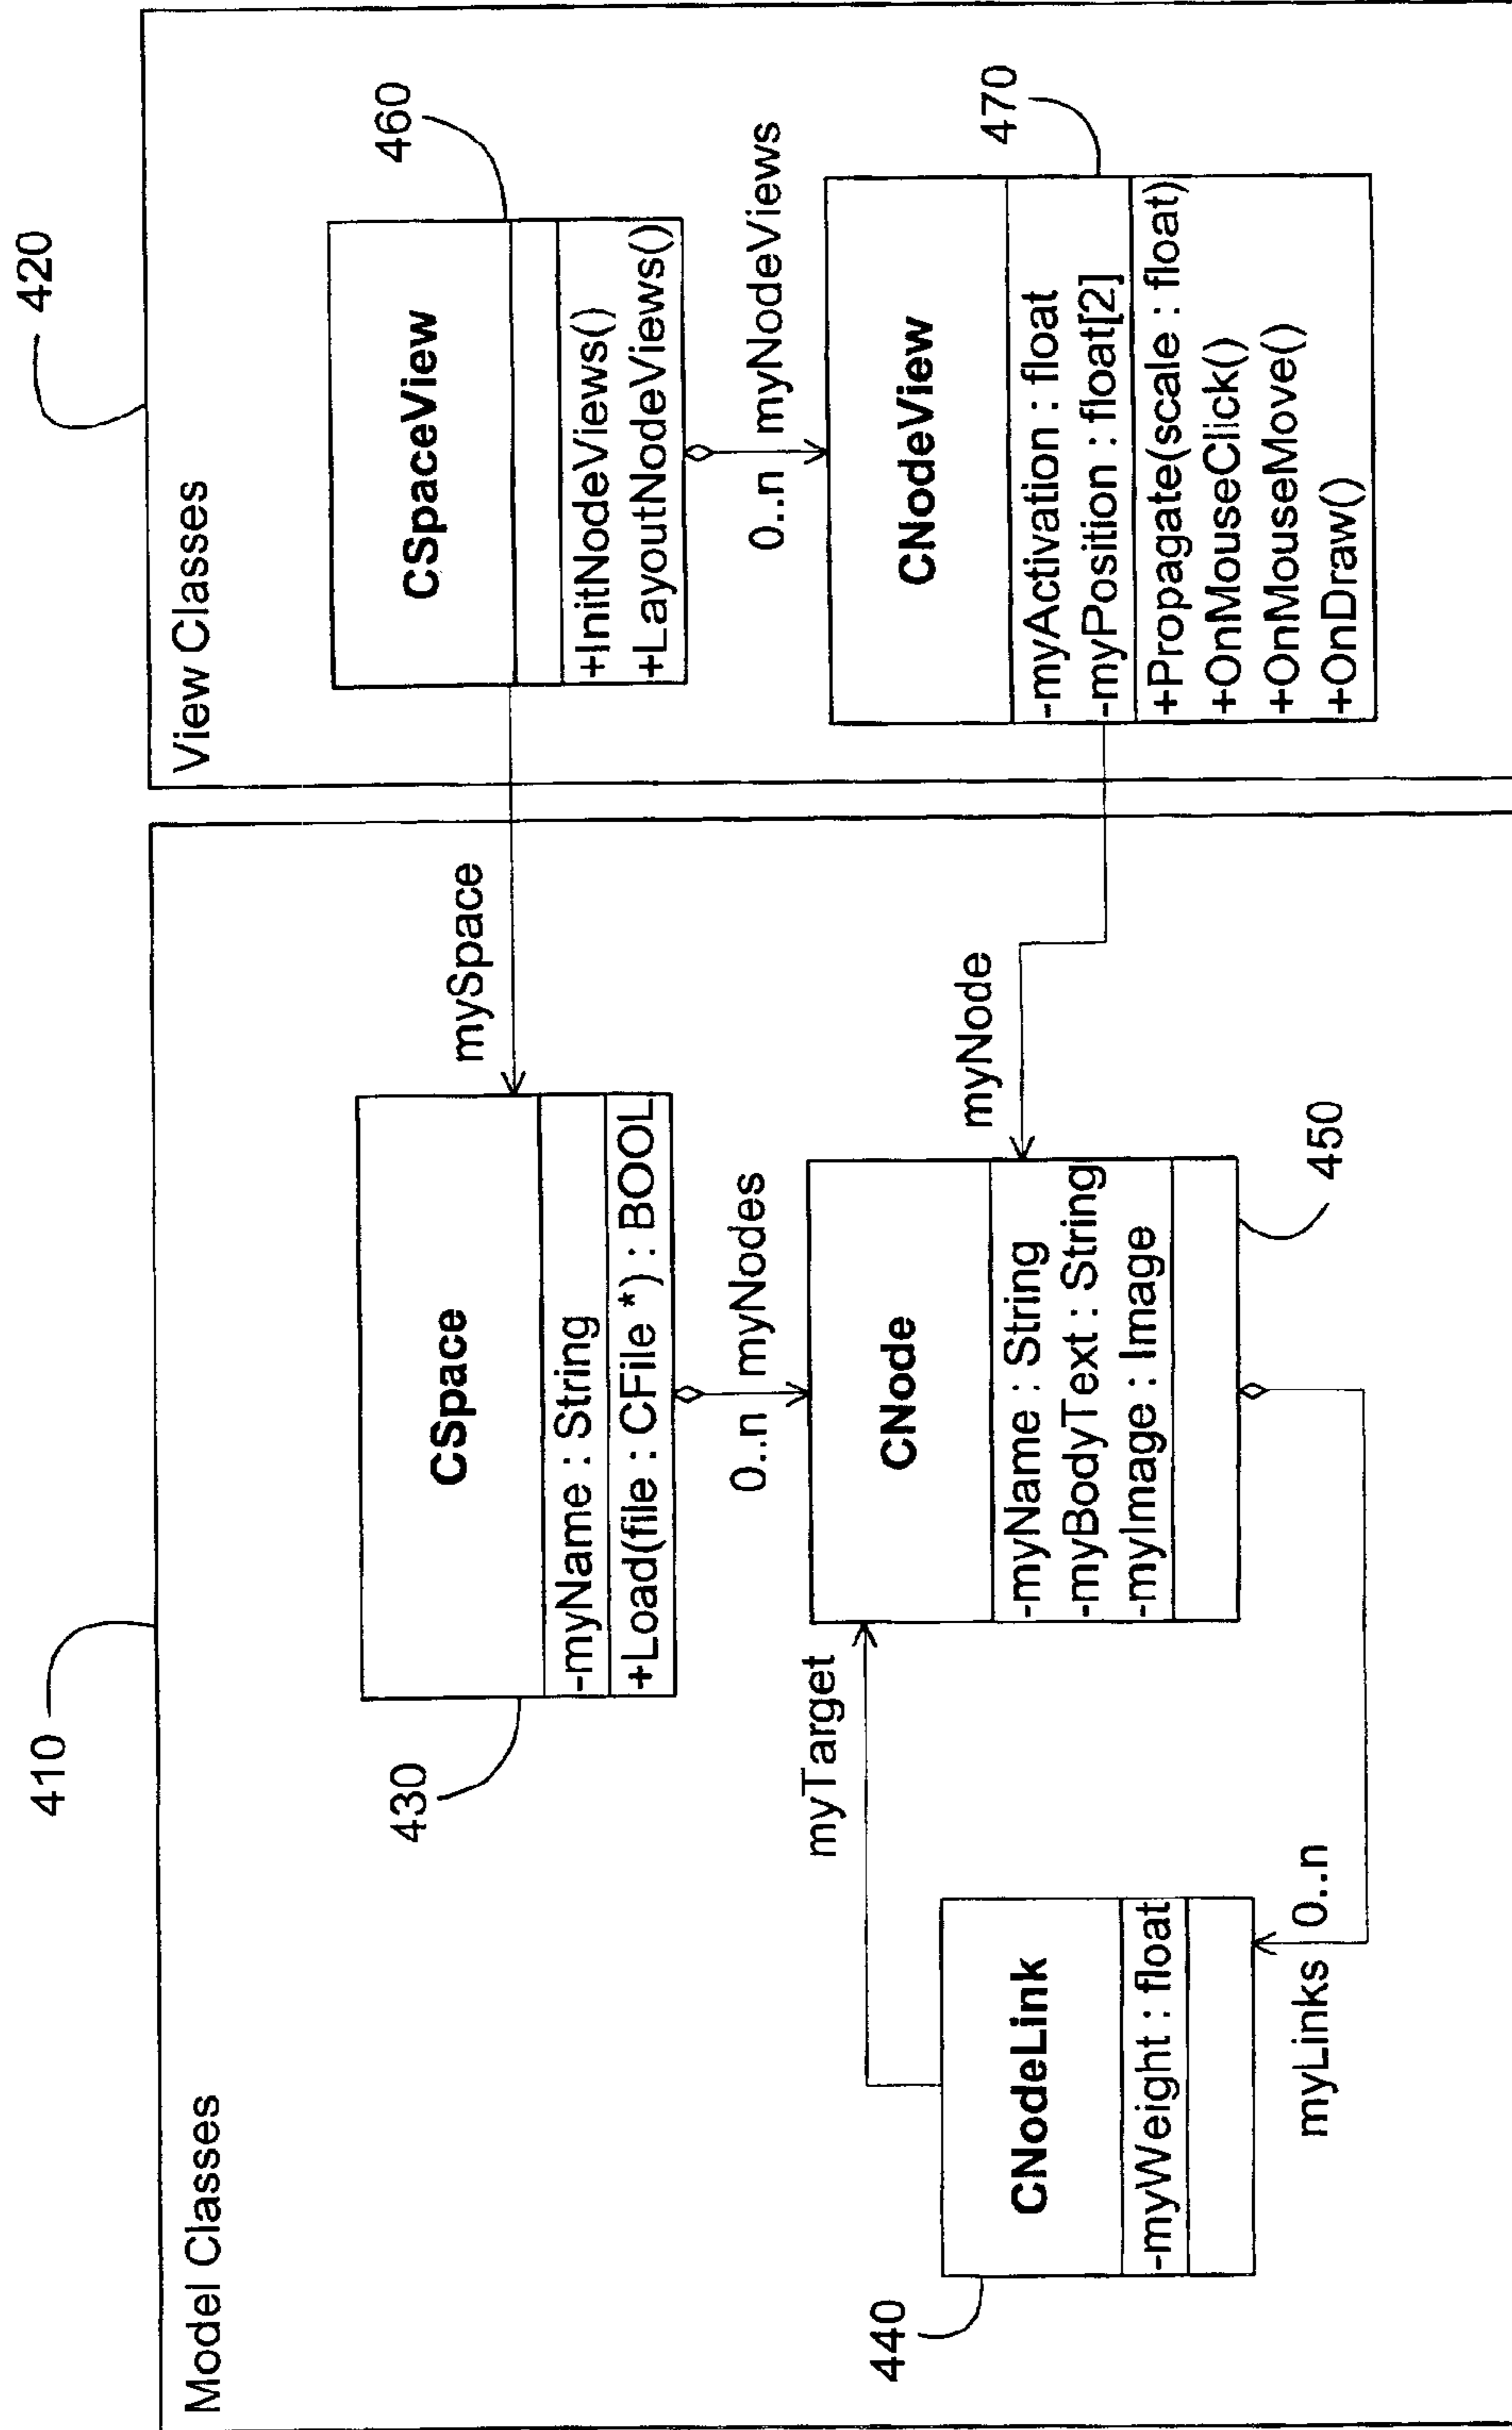 410
420
Model Classes
View Classes
CSpace
-myName : String
+Load(file : CFile *) : BOOL
430
mySpace
CSpaceView
+InitNodeViews()
+LayoutNodeViews()
460
0..n myNodes
0..n myNodeViews
myTarget
CNodeLink
-myWeight : float
440
myLinks 0..n
CNode
-myName : String
-myBodyText : String
-myImage : Image
450
myNode
CNodeView
-myActivation : float
-myPosition : float[2]
+Propagate(scale : float)
+OnMouseClick()
+OnMouseMove()
+OnDraw()
470